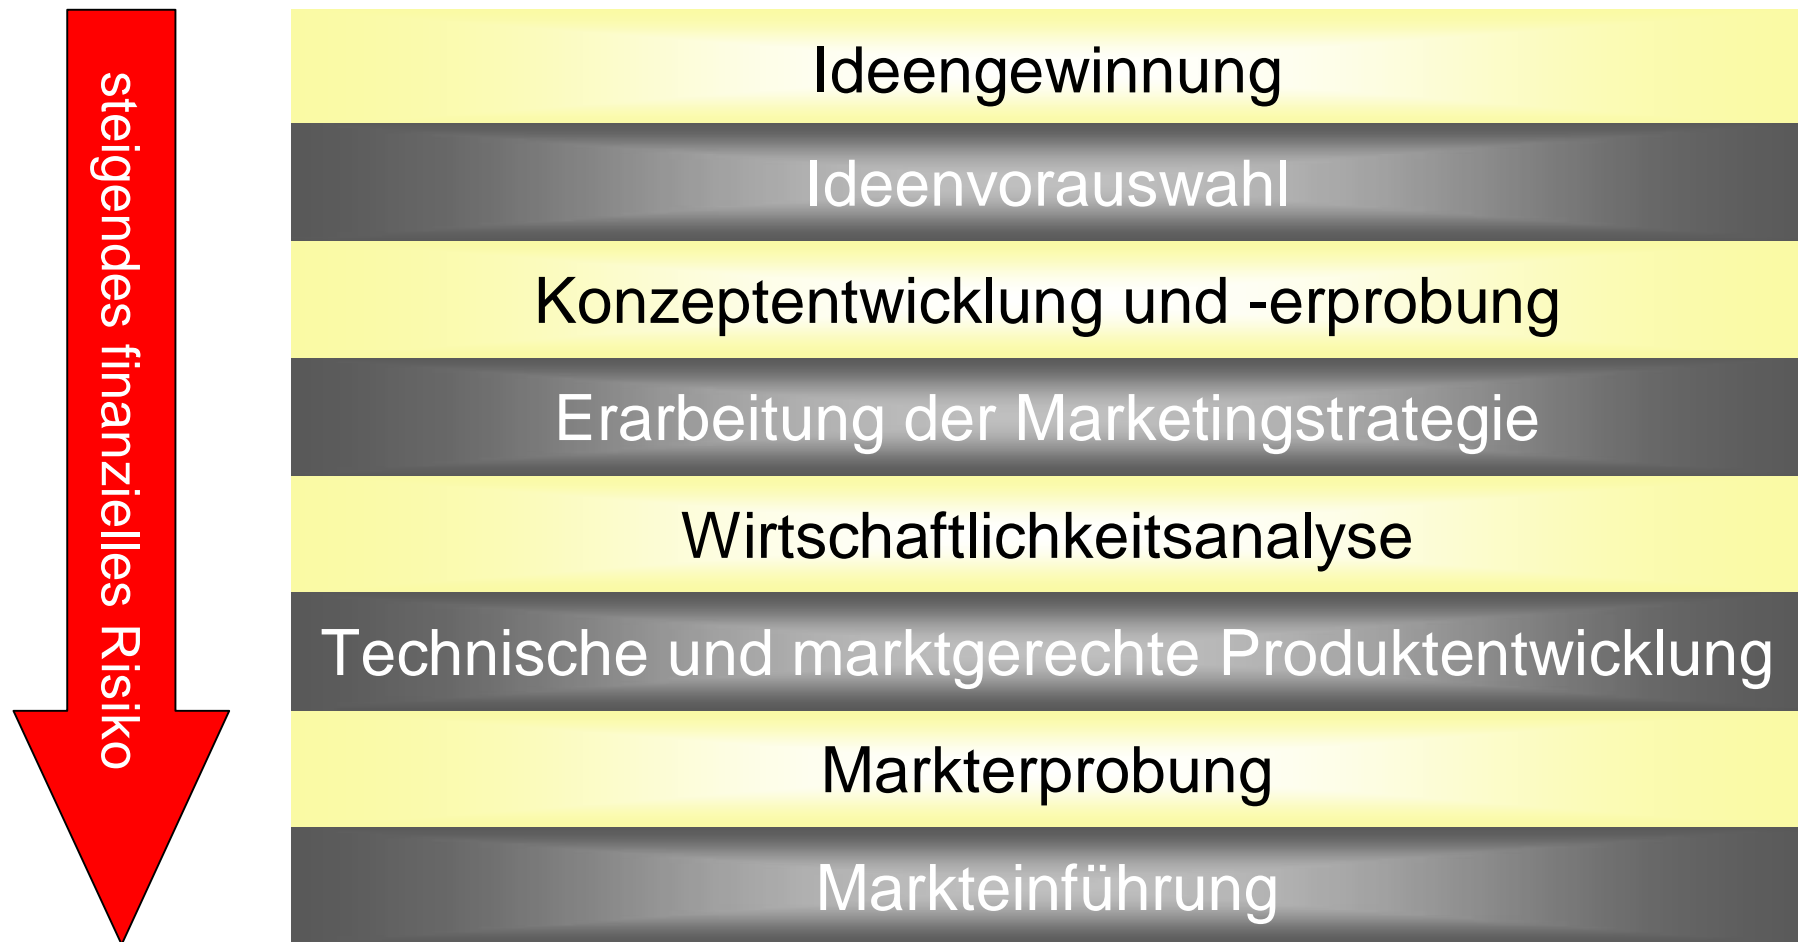 steigendes finanzielles Risiko
Ideengewinnung
Ideenvorauswahl
Konzeptentwicklung und -erprobung
Erarbeitung der Marketingstrategie
Wirtschaftlichkeitsanalyse
Technische und marktgerechte Produktentwicklung
Markterprobung
Markteinführung